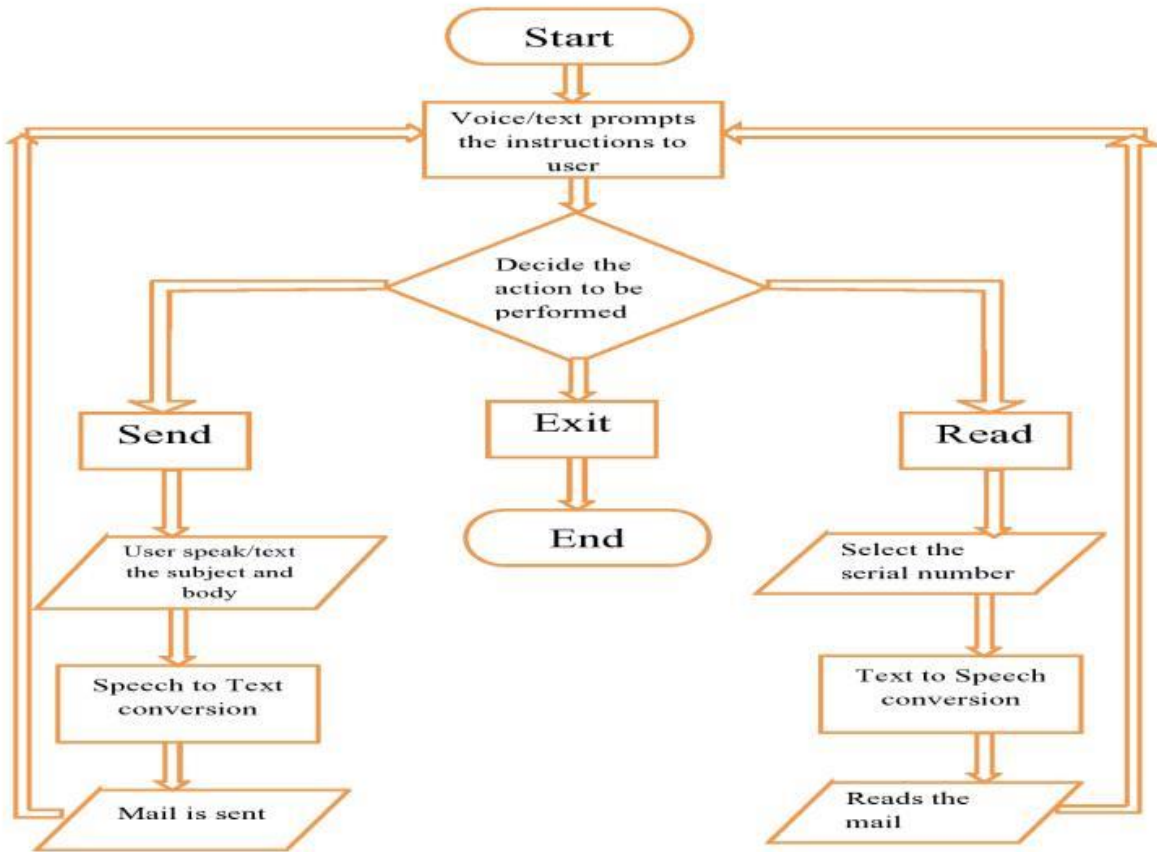 Start
Voice/text prompts
the instructions to
user
Decide the
action to be
performed
Send
Exit
Read
User speak/text
the subject and
body
End
Select the
serial number
Speech to Text
conversion
Text to Speech
conversion
Mail is sent
Reads the
mail